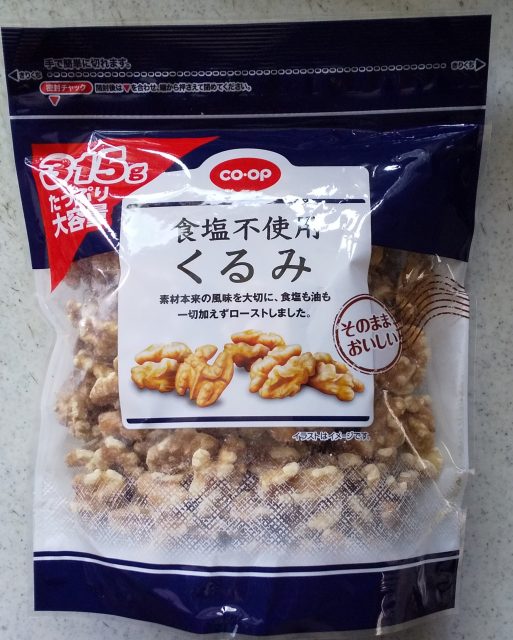 手で簡単に切れます。
きりくち
きりくち
密封チャック
開封後は▼を合わせ、端から押さえて留めてください。
315g
たっぷり
大容量
CO·OP
食塩不使用
くるみ
素材本来の風味を大切に、食塩も油も
一切加えずローストしました。
そのまま
おいしい
イラストはイメージです。